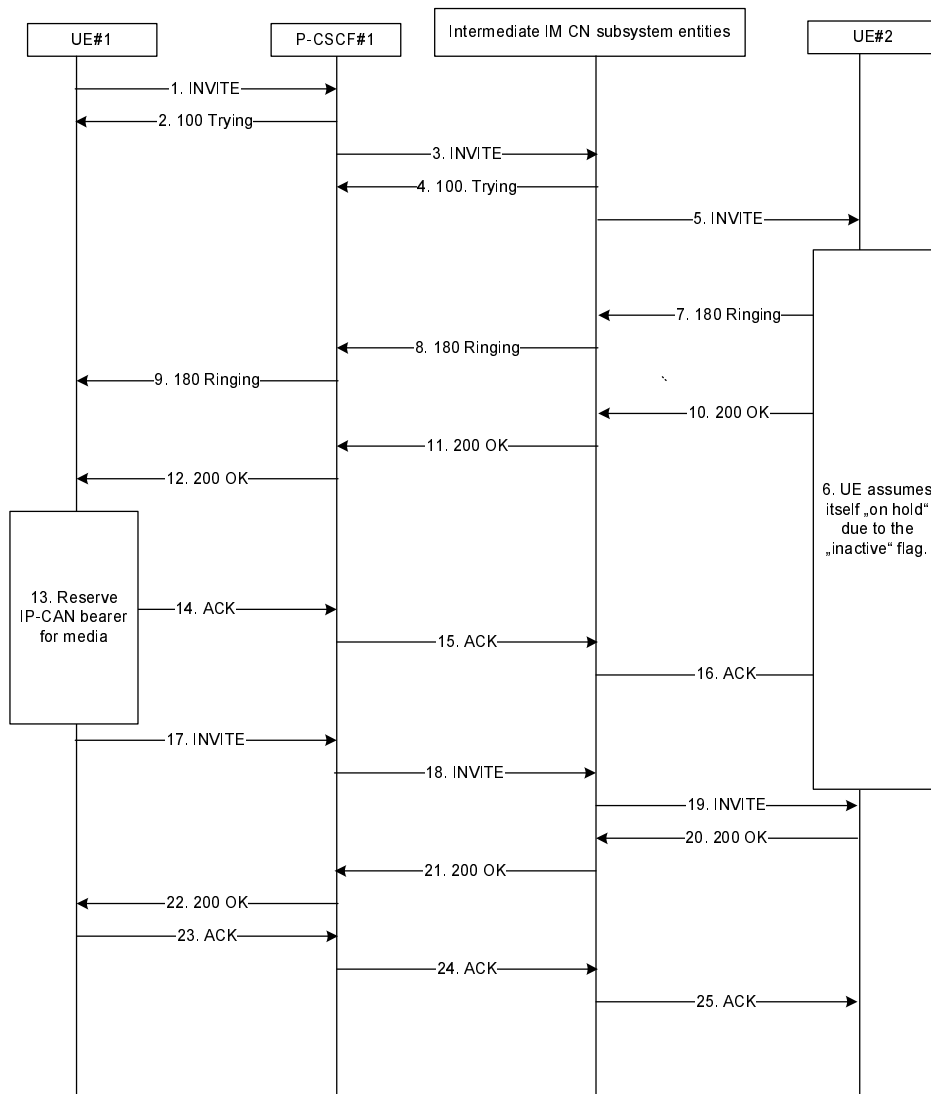 UE#1
P-CSCF#1
Intermediate IM CN subsystem entities
UE#2
1. INVITE
2. 100 Trying
3. INVITE
4. 100. Trying
5. INVITE
7. 180 Ringing
8. 180 Ringing
9. 180 Ringing
10. 200 OK
11. 200 OK
12. 200 OK
6. UE assumes
itself „on hold“
due to the
„inactive“ flag.
13. Reserve
IP-CAN bearer
for media
14. ACK
15. ACK
16. ACK
17. INVITE
18. INVITE
19. INVITE
20. 200 OK
21. 200 OK
22. 200 OK
23. ACK
24. ACK
25. ACK